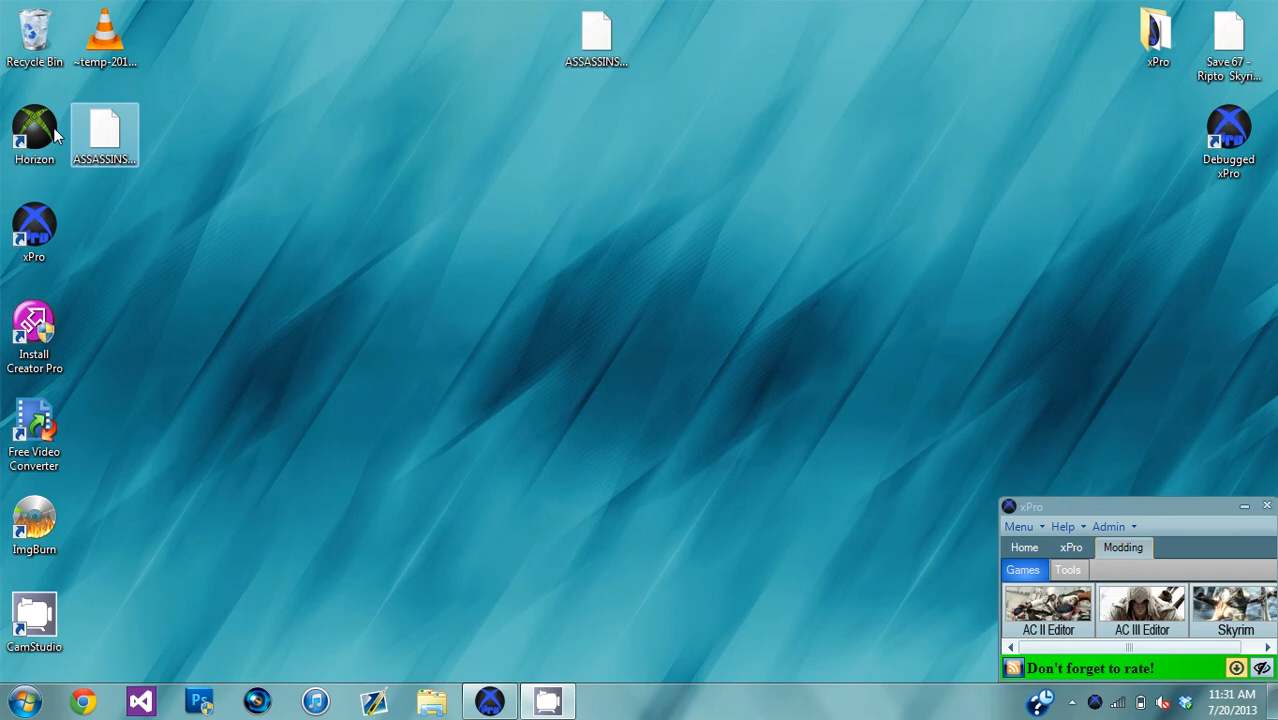 Recycle Bin
~temp-201...
ASSASSINS...
xPro
Save 67 -
Ripto Skyri...
Horizon
ASSASSINS...
Debugged
xPro
xPro
Install
Creator Pro
Free Video
Converter
ImgBurn
CamStudio
xPro
Menu Help Admin
Home xPro Modding
Games Tools
AC II Editor AC III Editor Skyrim
Don't forget to rate!
Ps
11:31 AM
7/20/2013